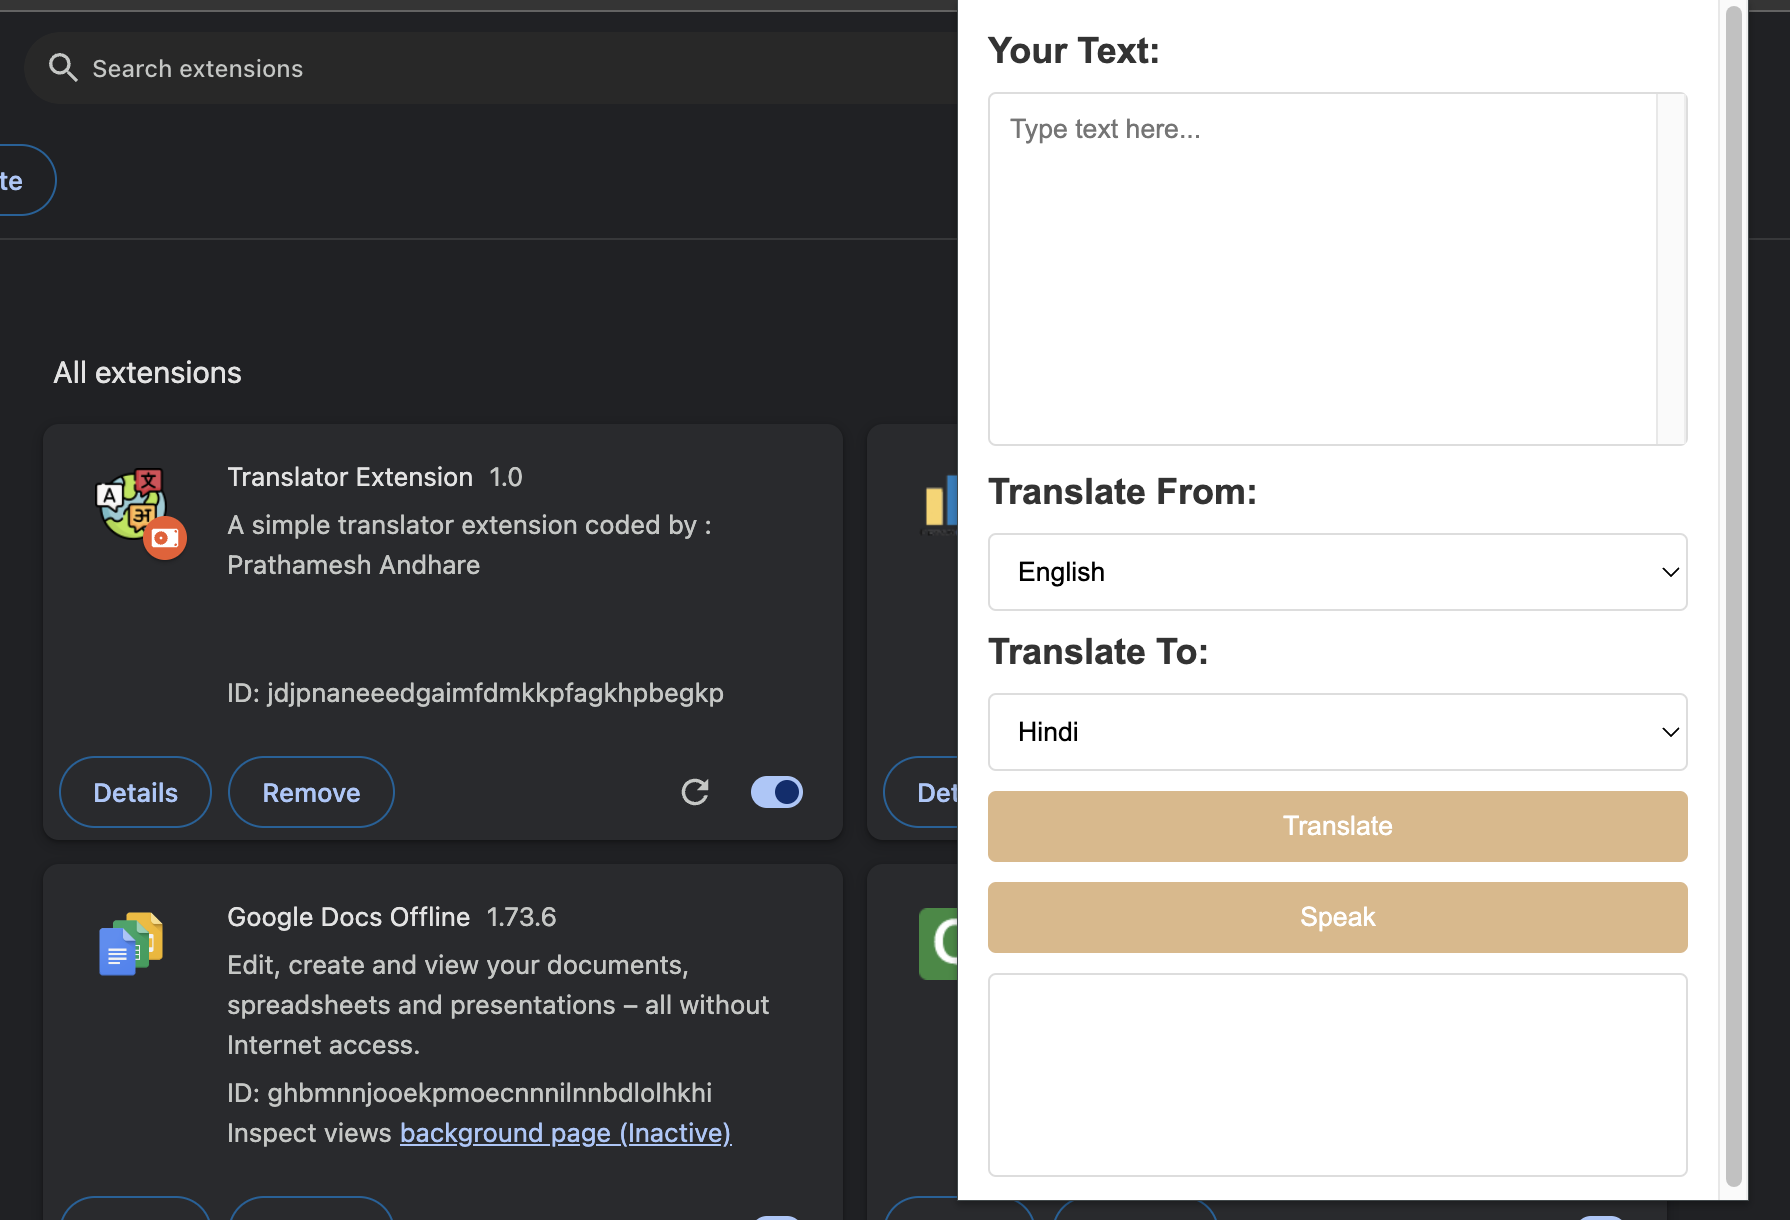 Search extensions
te
All extensions
Translator Extension 1.0
A simple translator extension coded by :
Prathamesh Andhare
ID: jdjpnaneeedgaimfdmkkpfagkhpbegkp
Details
Remove
Google Docs Offline 1.73.6
Edit, create and view your documents,
spreadsheets and presentations – all without
Internet access.
ID: ghbmnnjooekpmoecnnnilnnbdlolhkhi
Inspect views background page (Inactive)
Det
Your Text:
Type text here...
Translate From:
English
Translate To:
Hindi
Translate
Speak